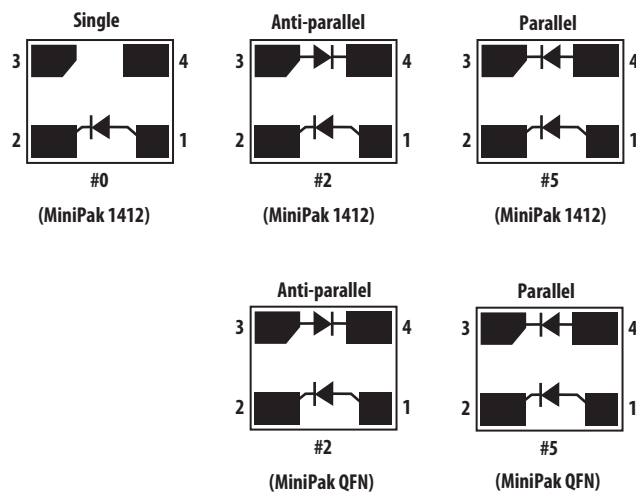 Single Anti-parallel Parallel
3 4 3 4 3 4
2 1 2 1 2 1
#0 #2 #5
(MiniPak 1412) (MiniPak 1412) (MiniPak 1412)
Anti-parallel Parallel
3 4 3 4
2 1 2 1
#2 #5
(MiniPak QFN) (MiniPak QFN)